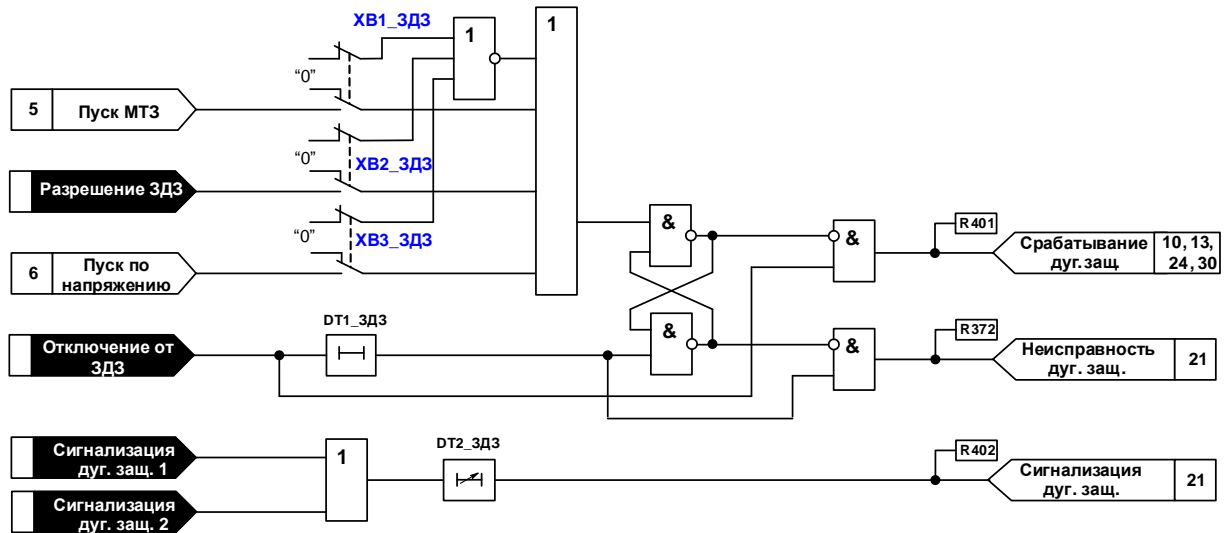 ХВ1_ЗДЗ
1
1
“0”
5 Пуск МТЗ
“0”
ХВ2_ЗДЗ
Разрешение ЗДЗ
“0”
ХВ3_ЗДЗ
6 Пуск по
напряжению
&
&
R401
Срабатывание
дуг.защ
10, 13,
24, 30
DT1_ЗДЗ
Отключение от
ЗДЗ
&
&
R372
Неисправность
дуг. защ.
21
Сигнализация
дуг. защ. 1
1
DT2_ЗДЗ
R402
Сигнализация
дуг. защ.
21
Сигнализация
дуг. защ. 2